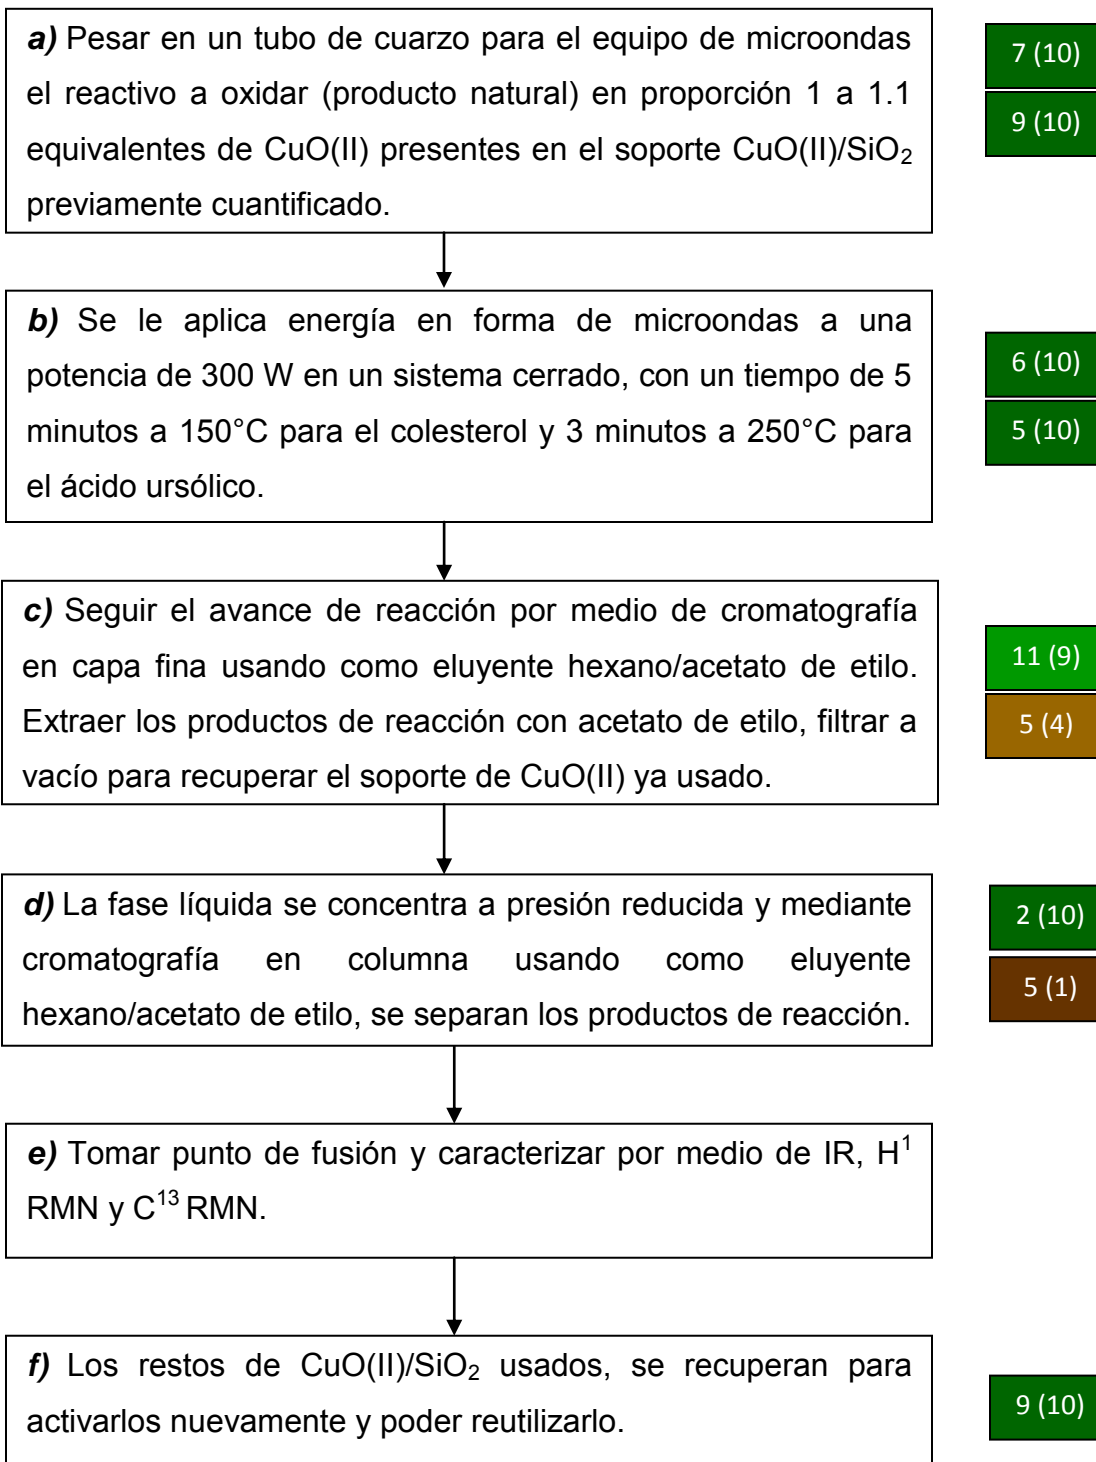 a) Pesar en un tubo de cuarzo para el equipo de microondas
el reactivo a oxidar (producto natural) en proporción 1 a 1.1
equivalentes de CuO(II) presentes en el soporte CuO(II)/SiO₂
previamente cuantificado.
7 (10)
9 (10)
b) Se le aplica energía en forma de microondas a una
potencia de 300 W en un sistema cerrado, con un tiempo de 5
minutos a 150°C para el colesterol y 3 minutos a 250°C para
el ácido ursólico.
6 (10)
5 (10)
c) Seguir el avance de reacción por medio de cromatografía
en capa fina usando como eluyente hexano/acetato de etilo.
Extraer los productos de reacción con acetato de etilo, filtrar a
vacío para recuperar el soporte de CuO(II) ya usado.
11 (9)
5 (4)
d) La fase líquida se concentra a presión reducida y mediante
cromatografía en columna usando como eluyente
hexano/acetato de etilo, se separan los productos de reacción.
2 (10)
5 (1)
e) Tomar punto de fusión y caracterizar por medio de IR, H¹
RMN y C¹³ RMN.
f) Los restos de CuO(II)/SiO₂ usados, se recuperan para
activarlos nuevamente y poder reutilizarlo.
9 (10)